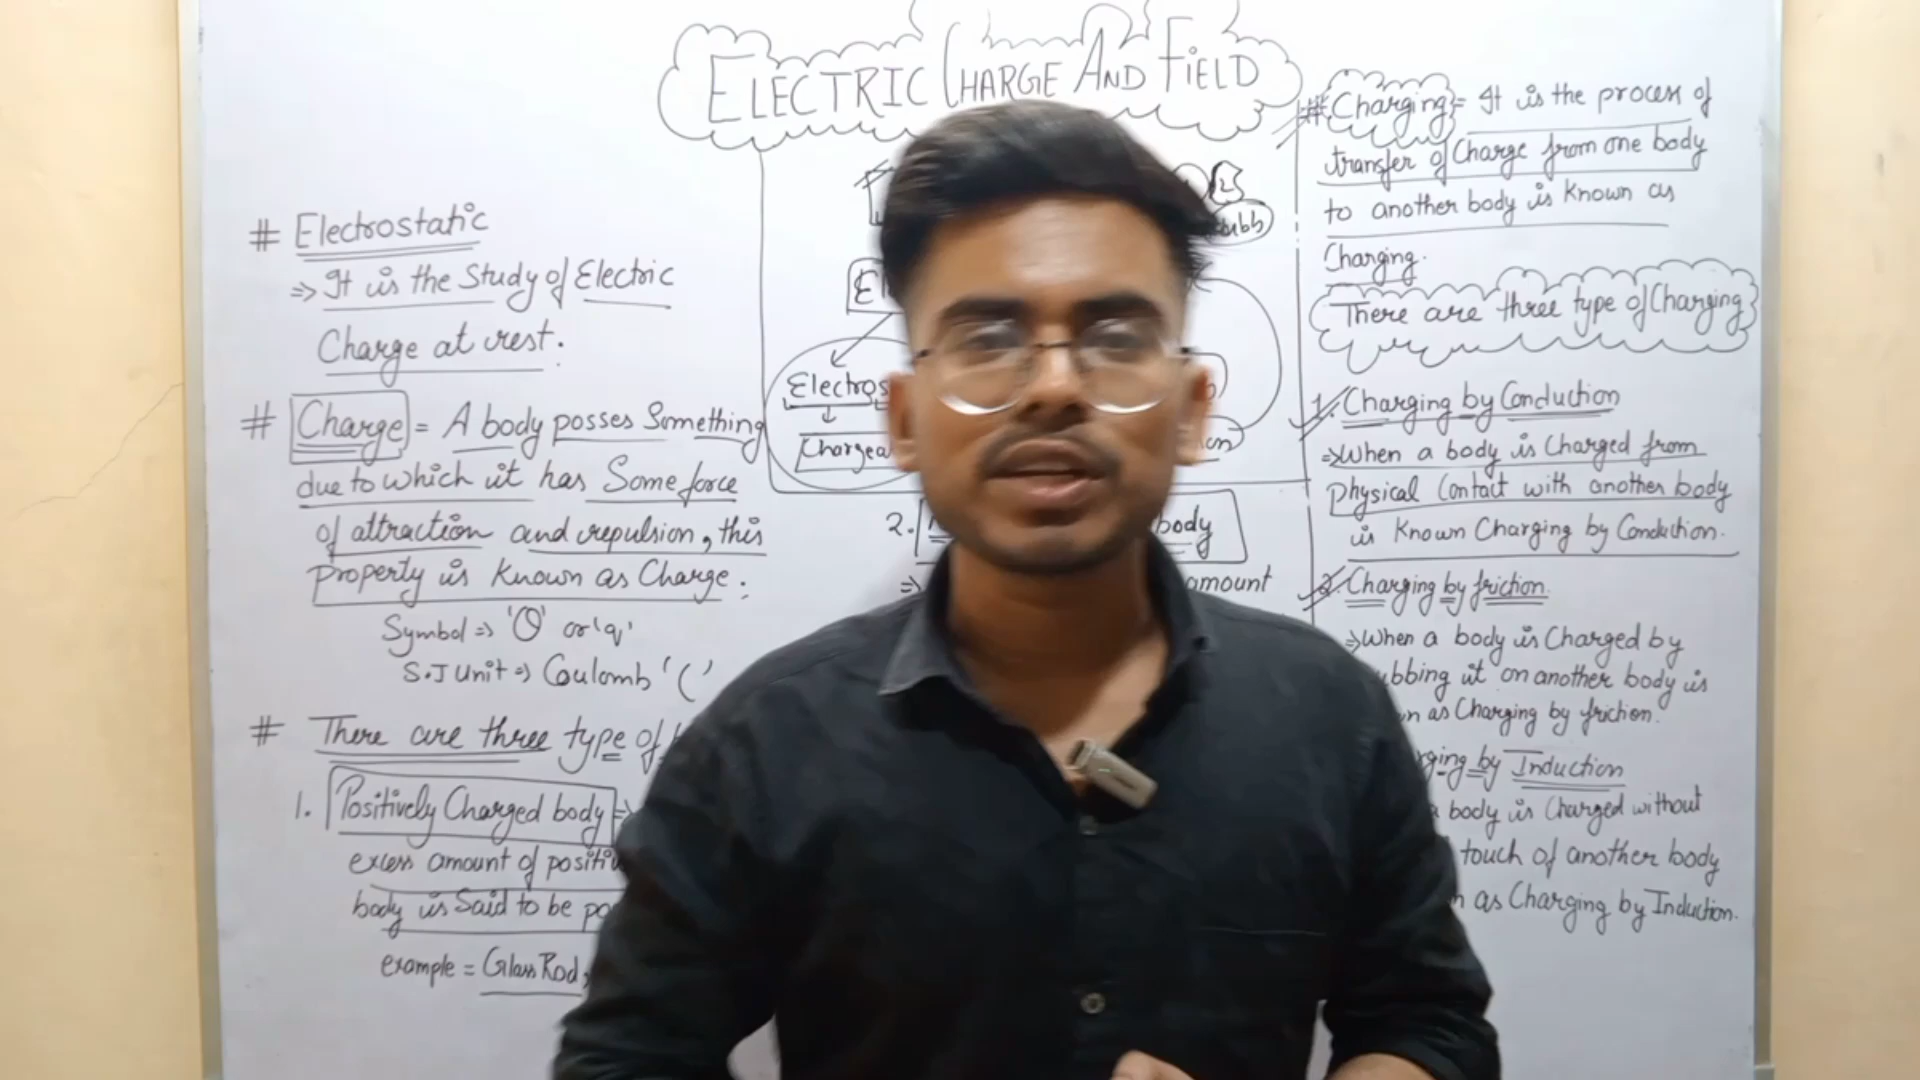 ELECTRIC CHARGE AND FIELD
# Electrostatic
=> It is the Study of Electric
Charge at rest.
# Charge = A body posses Something
due to which it has Some force
of attraction and repulsion, this
property is known as Charge.
Symbol => 'Q' or 'q'
S.I Unit => Coulomb 'C'
# There are three type of
1. Positively Charged body =>
excess amount of
body is Said to be
example = Glass Rod,
2.
body
=>
amount
# Charging = It is the process of
transfer of Charge from one body
to another body is known as
Charging.
There are three type of Charging
1. Charging by Conduction
=> When a body is Charged from
physical Contact with another body
is known Charging by Conduction.
2. Charging by friction.
=> When a body is Charged by
it on another body is
as Charging by friction.
by Induction
body is Charged without
touch of another body
as Charging by Induction.